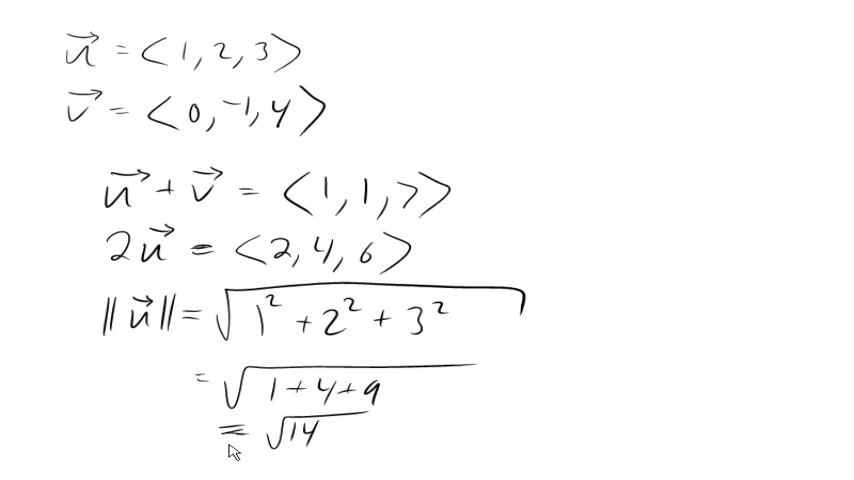 u⃗ = <1, 2, 3>
v⃗ = <0, -1, 4>
u⃗ + v⃗ = <1, 1, 7>
2u⃗ = <2, 4, 6>
||u⃗|| = √(1² + 2² + 3²)
= √(1+4+9)
= √14